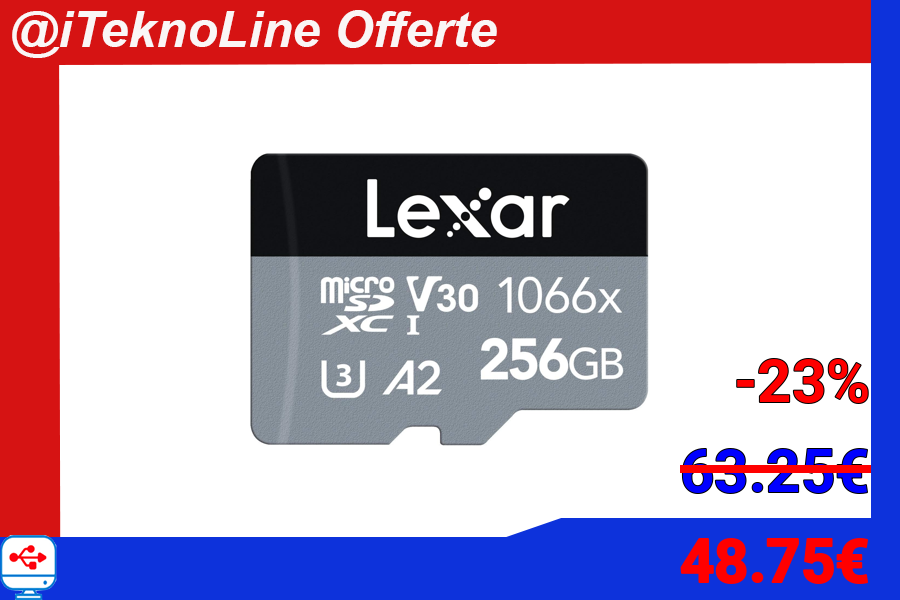 @iTeknoLine Offerte
Lexar
micro SD XC I V30 1066x
U3 A2 256GB
-23%
63.25€
48.75€